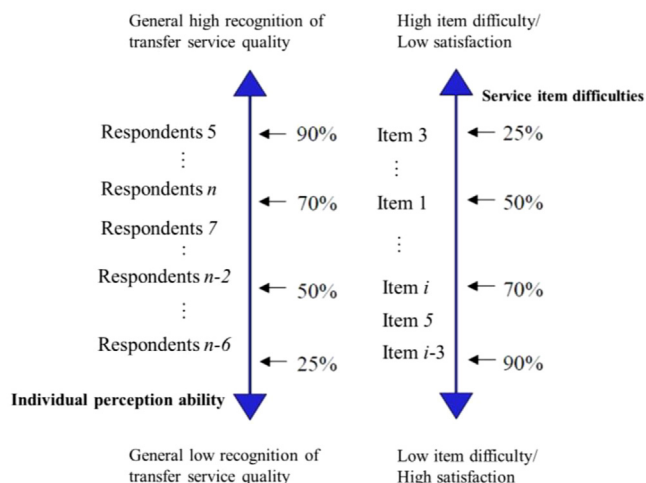 General high recognition of
transfer service quality
High item difficulty/
Low satisfaction
Service item difficulties
Respondents 5
← 90%
Item 3
← 25%
⋮
⋮
Respondents n
← 70%
Item 1
← 50%
Respondents 7
⋮
⋮
Respondents n-2
← 50%
Item i
← 70%
⋮
Item 5
Respondents n-6
← 25%
Item i-3
← 90%
Individual perception ability
General low recognition of
transfer service quality
Low item difficulty/
High satisfaction